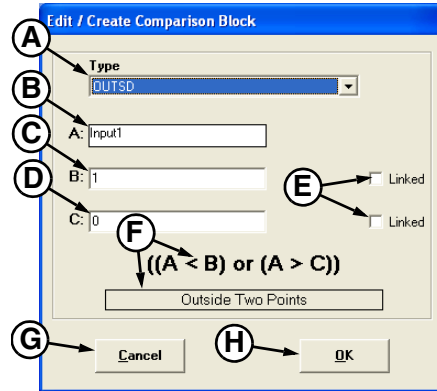 Edit / Create Comparison Block
A
Type
OUTSD
B
A: Input1
C
B: 1
E
Linked
D
C: 0
Linked
F
((A < B) or (A > C))
Outside Two Points
G
Cancel
H
OK